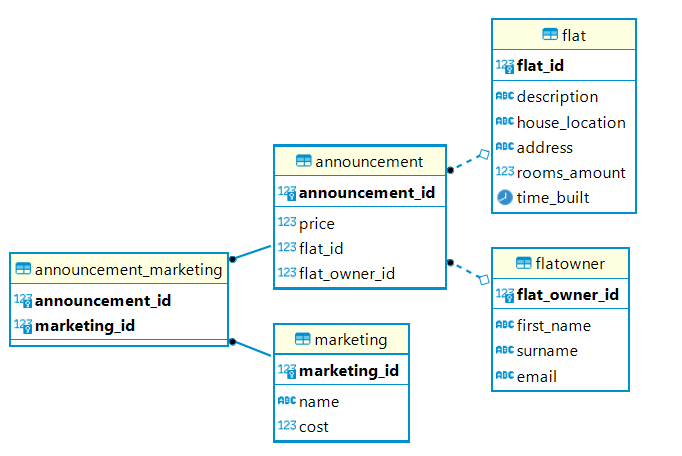 flat
123 flat_id
ABC description
ABC house_location
ABC address
123 rooms_amount
time_built
announcement
123 announcement_id
123 price
123 flat_id
123 flat_owner_id
announcement_marketing
123 announcement_id
123 marketing_id
flatowner
123 flat_owner_id
ABC first_name
ABC surname
ABC email
marketing
123 marketing_id
ABC name
123 cost